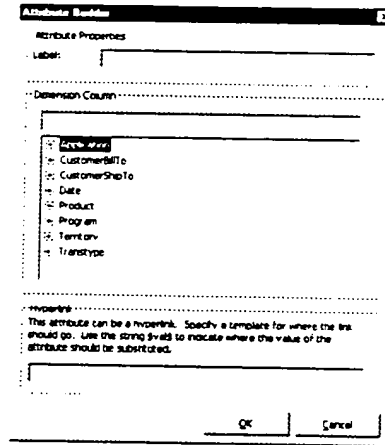 Attribute Builder
Attribute Properties
Label:
Dimension Column
Application
CustomerBillTo
CustomerShipTo
Date
Product
Program
Territory
Transtype
Hyperlink
This attribute can be a hyperlink. Specify a template for where the link
should go. Use the string $val$ to indicate where the value of the
attribute should be substituted.
OK
Cancel